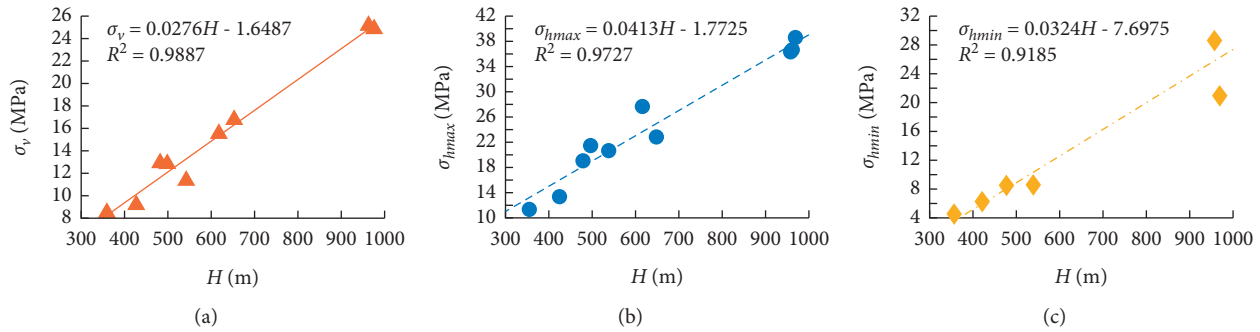 σv = 0.0276H - 1.6487
R² = 0.9887
σv (MPa)
26
24
22
20
18
16
14
12
10
8
300 400 500 600 700 800 900 1000
H (m)
(a)
σhmax = 0.0413H - 1.7725
R² = 0.9727
σhmax (MPa)
42
38
34
30
26
22
18
14
10
300 400 500 600 700 800 900 1000
H (m)
(b)
σhmin = 0.0324H - 7.6975
R² = 0.9185
σhmin (MPa)
32
28
24
20
16
12
8
4
300 400 500 600 700 800 900 1000
H (m)
(c)